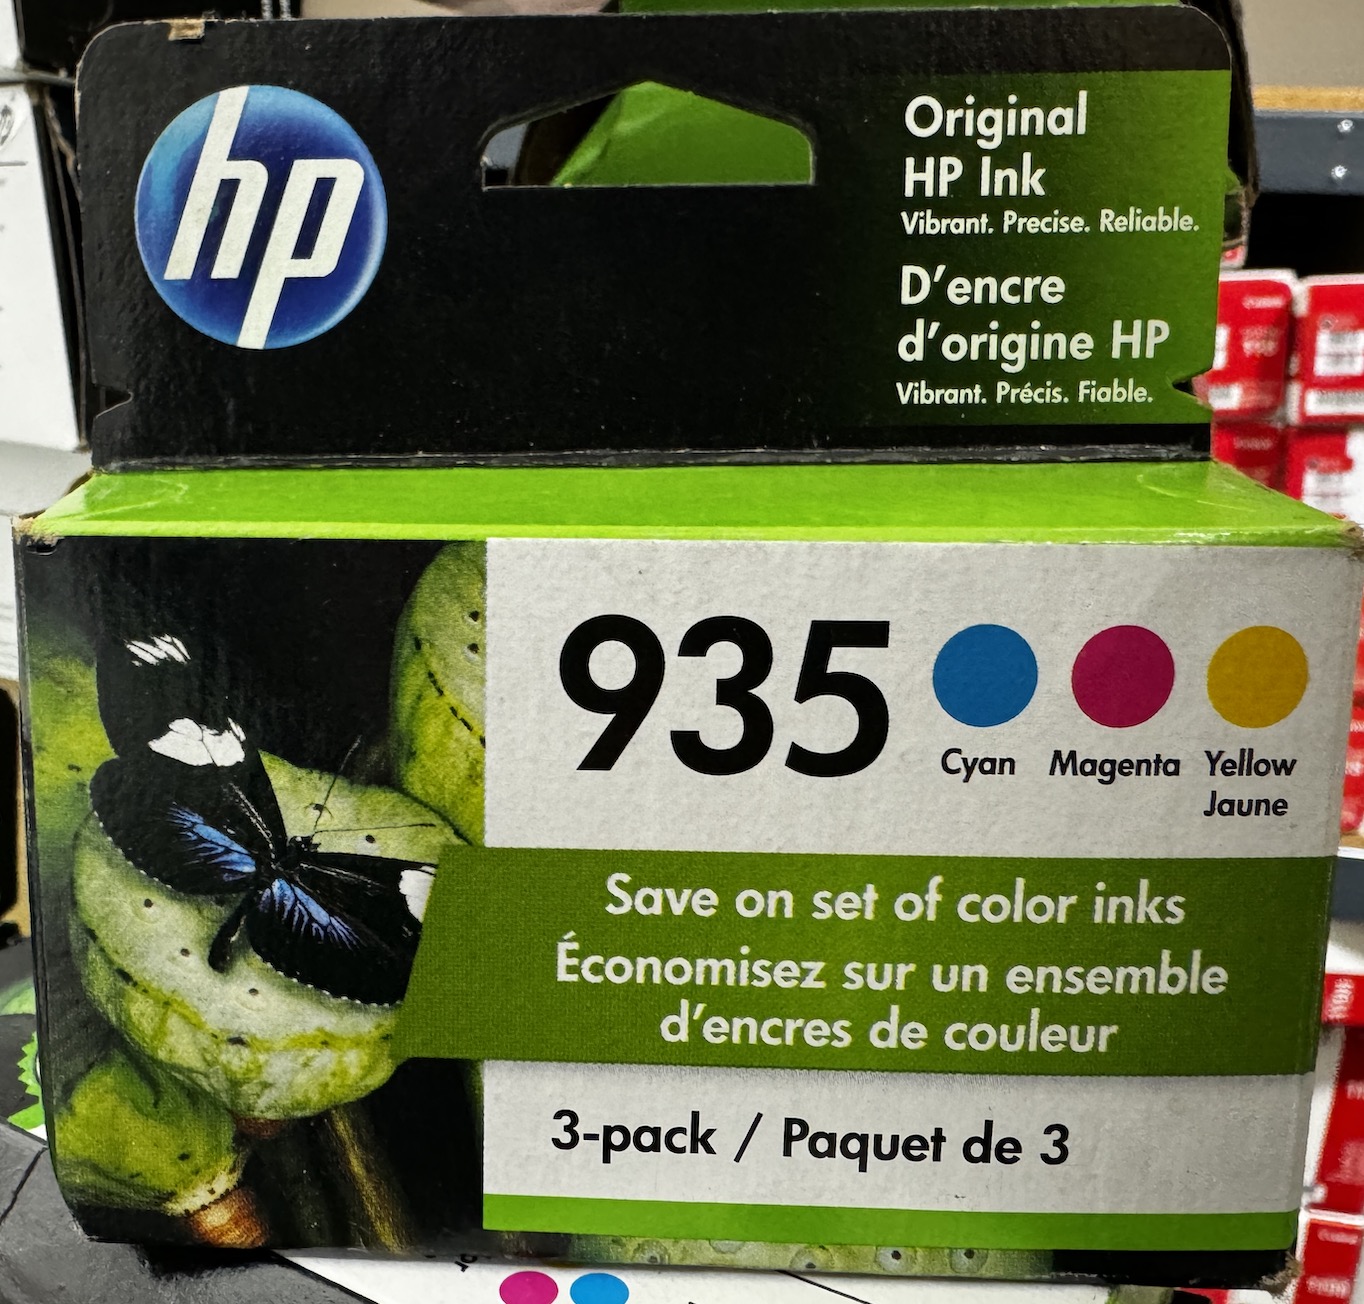 hp
Original
HP Ink
Vibrant. Precise. Reliable.
D'encre
d'origine HP
Vibrant. Précis. Fiable.
935
Cyan
Magenta
Yellow
Jaune
Save on set of color inks
Économisez sur un ensemble
d'encres de couleur
3-pack / Paquet de 3